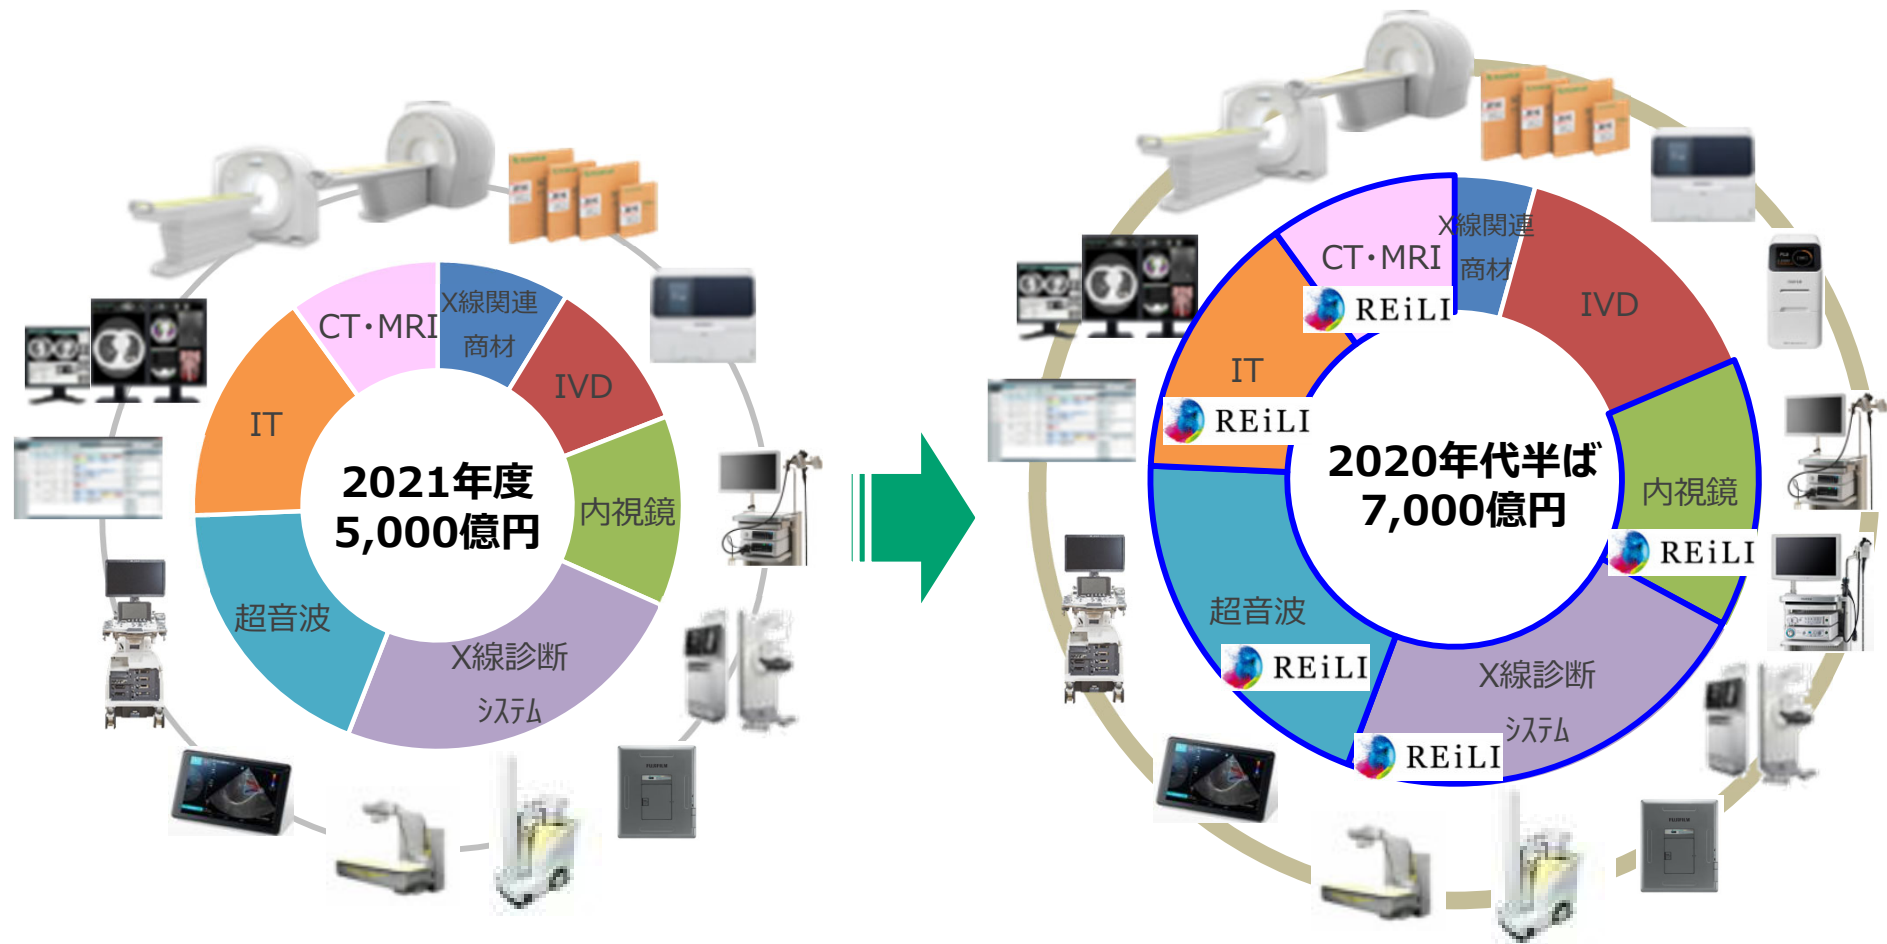 CT・MRI
X線関連
商材
IVD
IT
内視鏡
2021年度
5,000億円
超音波
X線診断
システム
CT・MRI
REiLI
X線関連
商材
IVD
IT
REiLI
2020年代半ば
7,000億円
内視鏡
REiLI
超音波
REiLI
X線診断
システム
REiLI